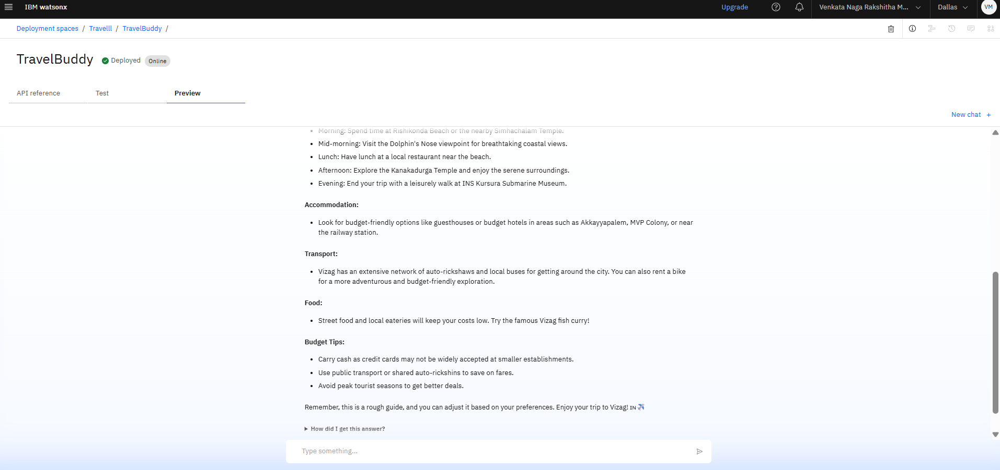 IBM watsonx
Upgrade
Venkata Naga Rakshitha M...
Dallas
VM
Deployment spaces / Travelll / TravelBuddy /
TravelBuddy
Deployed
Online
API reference
Test
Preview
New chat +
• Morning: Spend time at Rishikonda Beach or the nearby Simhachalam Temple.
• Mid-morning: Visit the Dolphin's Nose viewpoint for breathtaking coastal views.
• Lunch: Have lunch at a local restaurant near the beach.
• Afternoon: Explore the Kanakadurga Temple and enjoy the serene surroundings.
• Evening: End your trip with a leisurely walk at INS Kursura Submarine Museum.
Accommodation:
• Look for budget-friendly options like guesthouses or budget hotels in areas such as Akkayyapalem, MVP Colony, or near
the railway station.
Transport:
• Vizag has an extensive network of auto-rickshaws and local buses for getting around the city. You can also rent a bike
for a more adventurous and budget-friendly exploration.
Food:
• Street food and local eateries will keep your costs low. Try the famous Vizag fish curry!
Budget Tips:
• Carry cash as credit cards may not be widely accepted at smaller establishments.
• Use public transport or shared auto-rickshins to save on fares.
• Avoid peak tourist seasons to get better deals.
Remember, this is a rough guide, and you can adjust it based on your preferences. Enjoy your trip to Vizag! 🇮🇳 ✈️
How did I get this answer?
Type something...